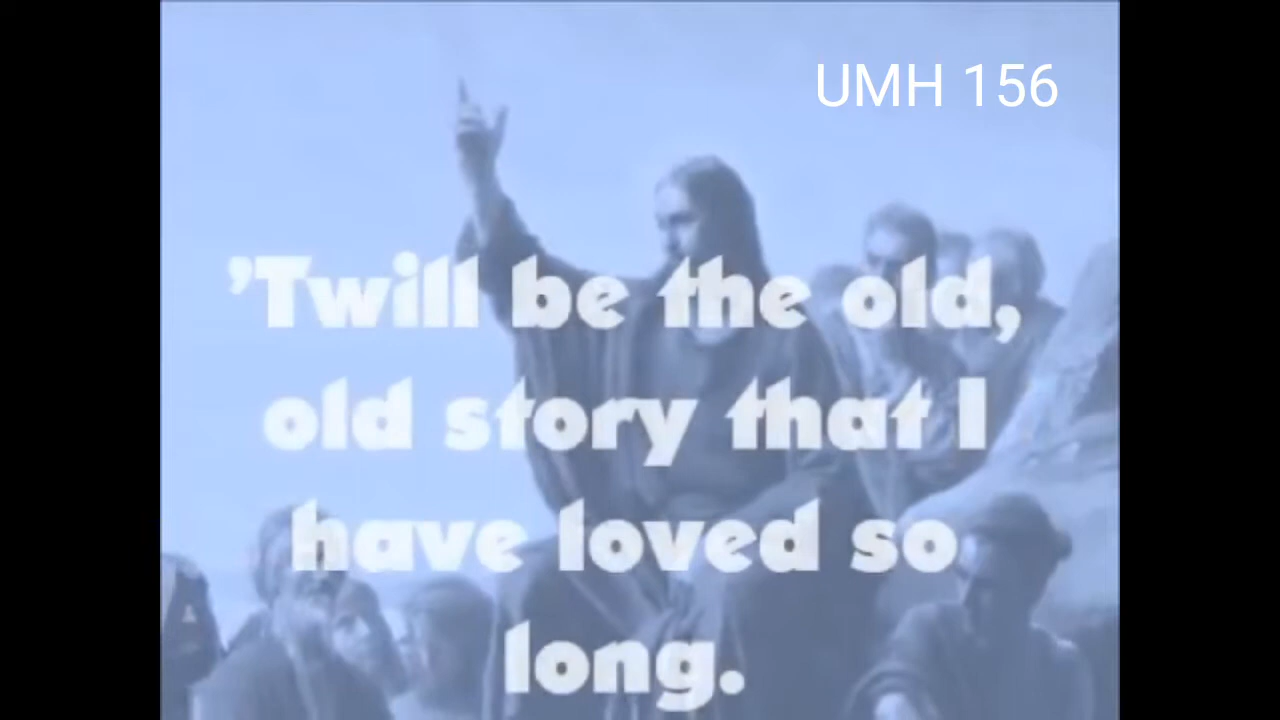 UMH 156
’Twill be the old,
old story that I
have loved so
long.